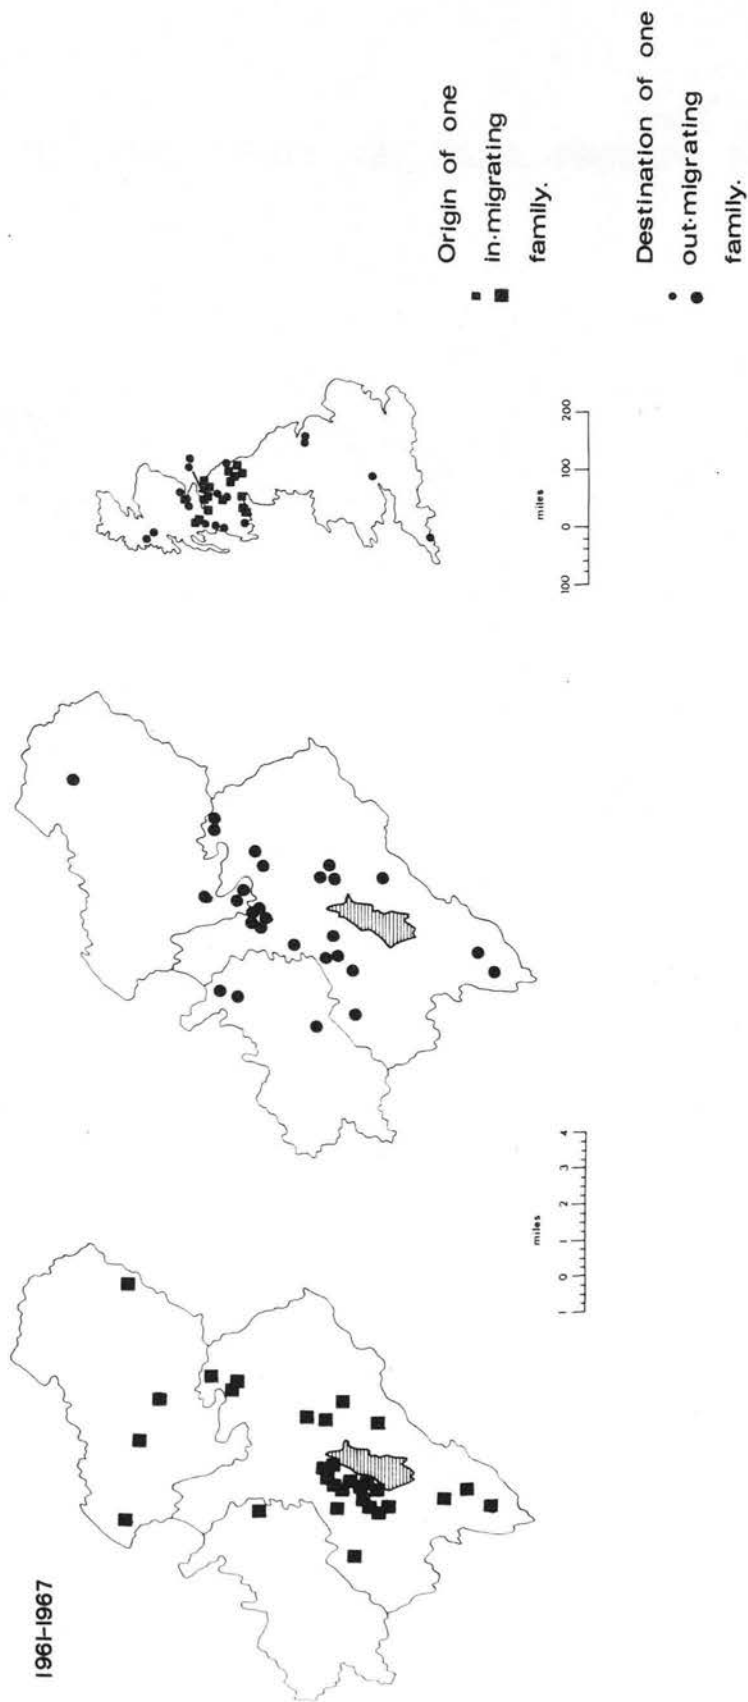 1961-1967
1 0 1 2 3 4
miles
100 0 100 200
miles
Origin of one
in·migrating
family.
Destination of one
out·migrating
family.